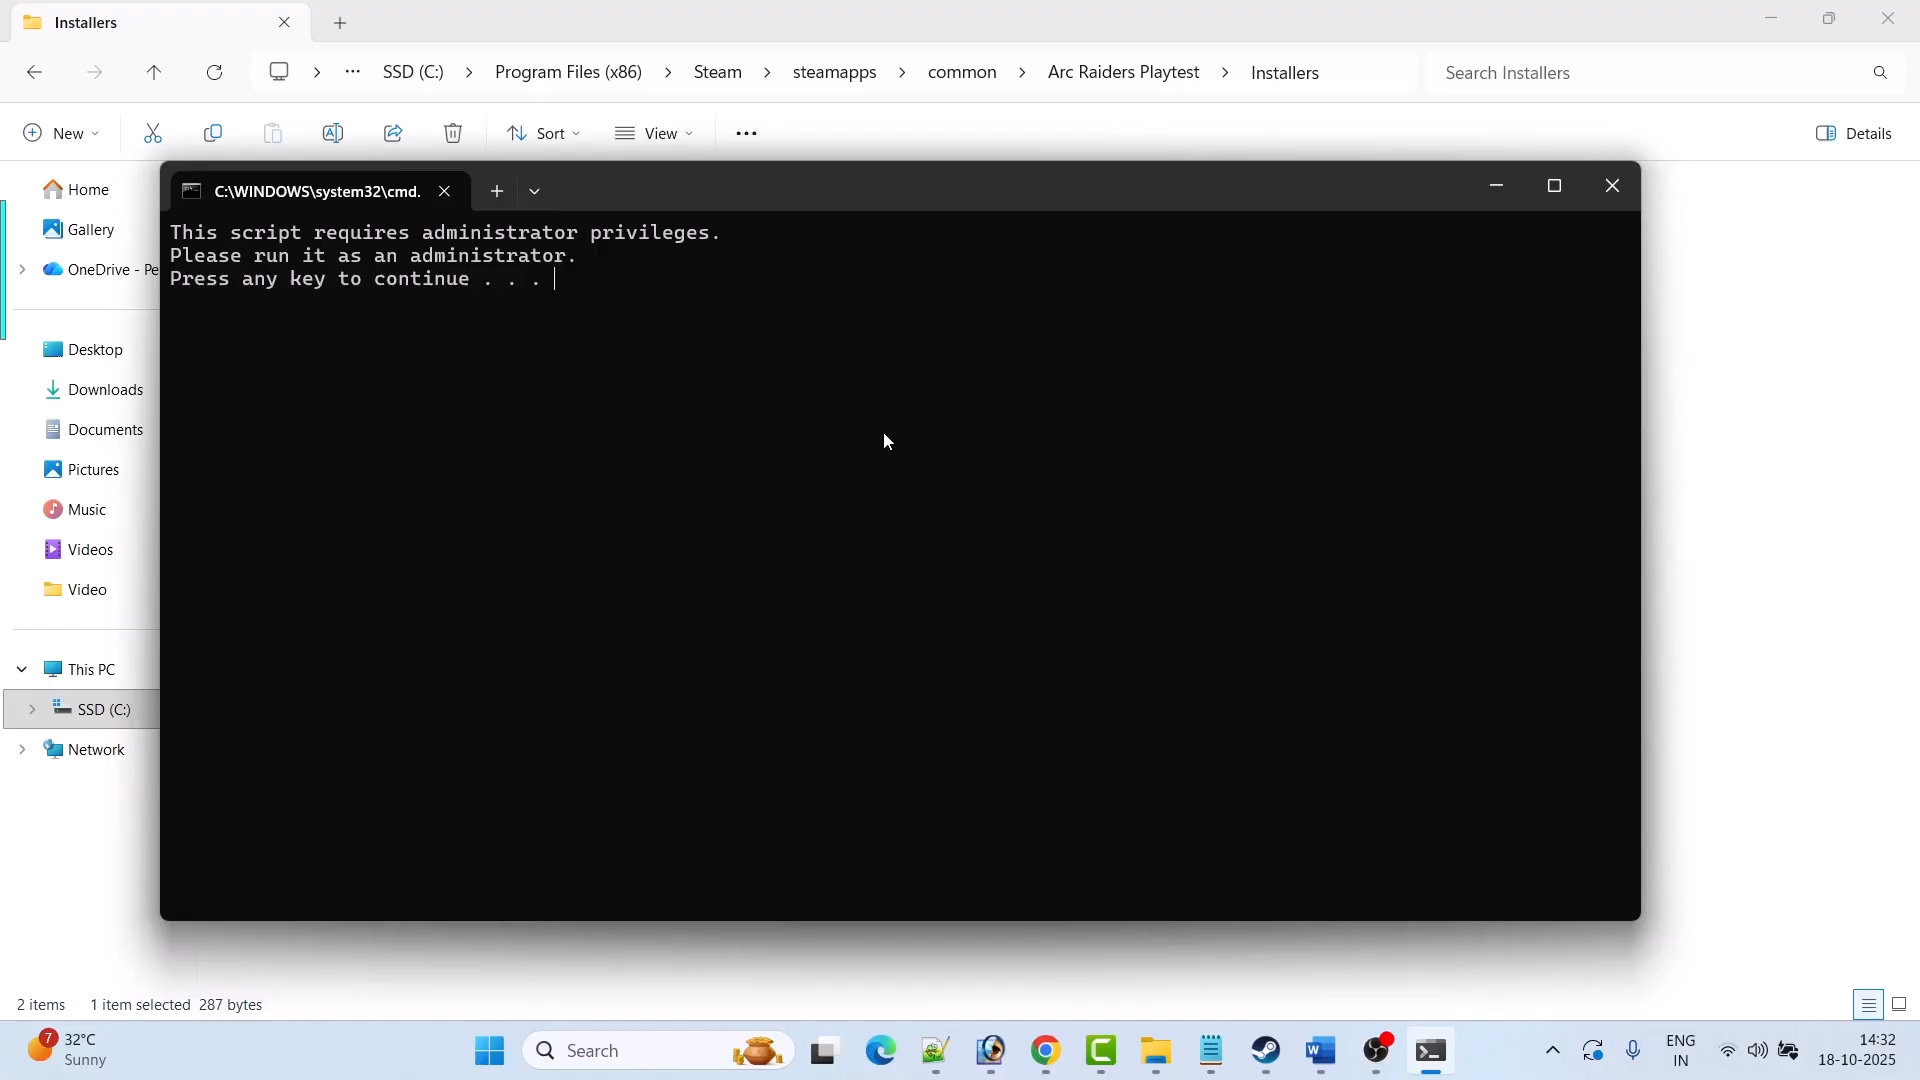 Installers
SSD (C:) > Program Files (x86) > Steam > steamapps > common > Arc Raiders Playtest > Installers
Search Installers
New
Sort
View
Details
Home
Gallery
OneDrive - Pe
Desktop
Downloads
Documents
Pictures
Music
Videos
Video
This PC
SSD (C:)
Network
C:\WINDOWS\system32\cmd.
This script requires administrator privileges.
Please run it as an administrator.
Press any key to continue . . .
2 items 1 item selected 287 bytes
7
32°C
Sunny
Search
ENG
IN
14:32
18-10-2025